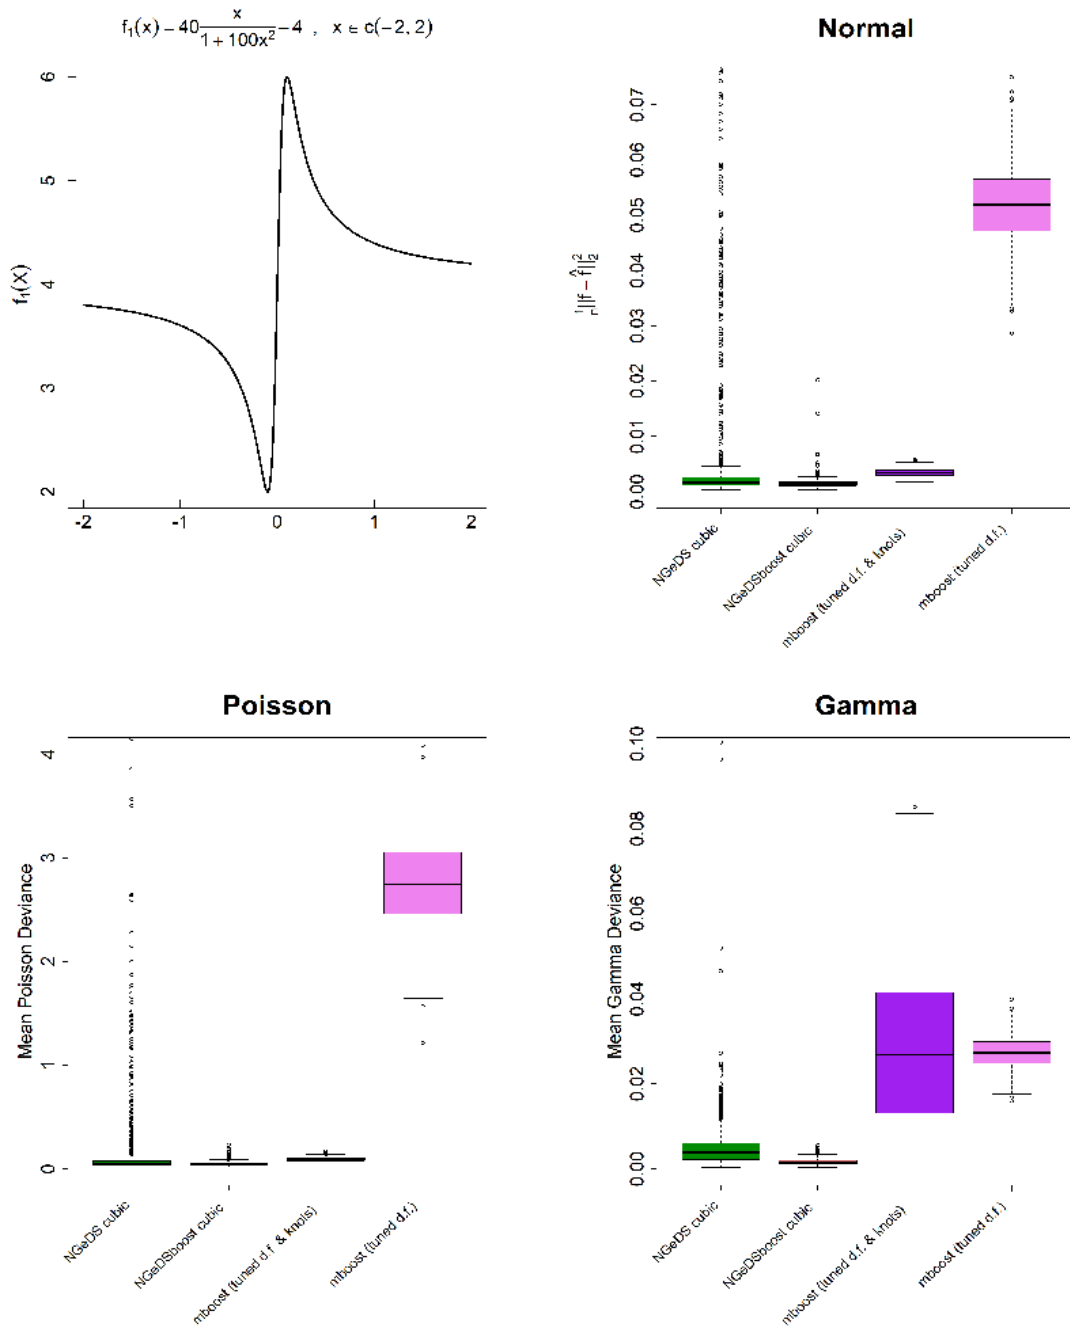 f₁(x) – 40 x / (1 + 100x²) – 4 , x ∈ c(-2, 2)
f₁(x)
6
5
4
3
2
-2 -1 0 1 2
Normal
1/n ||f – f̂||²₂
0.07
0.06
0.05
0.04
0.03
0.02
0.01
0.00
NGeDS cubic
NGeDSboost cubic
mboost (tuned d.f. & knots)
mboost (tuned d.f.)
Poisson
Mean Poisson Deviance
4
3
2
1
0
NGeDS cubic
NGeDSboost cubic
mboost (tuned d.f. & knots)
mboost (tuned d.f.)
Gamma
Mean Gamma Deviance
0.10
0.08
0.06
0.04
0.02
0.00
NGeDS cubic
NGeDSboost cubic
mboost (tuned d.f. & knots)
mboost (tuned d.f.)